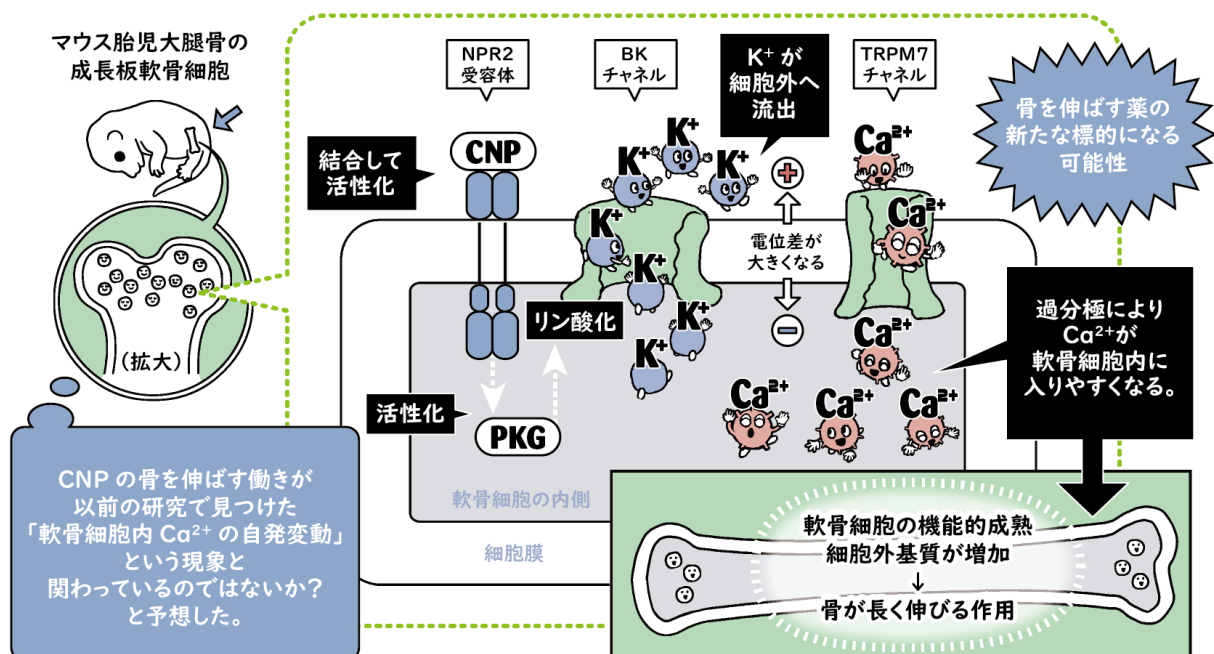 マウス胎児大腿骨の
成長板軟骨細胞
(拡大)
CNP の骨を伸ばす働きが
以前の研究で見つけた
「軟骨細胞内 Ca²⁺ の自発変動」
という現象と
関わっているのではないか?
と予想した。
NPR2
受容体
BK
チャネル
K⁺ が
細胞外へ
流出
TRPM7
チャネル
骨を伸ばす薬の
新たな標的になる
可能性
結合して
活性化
CNP
K⁺
K⁺
K⁺
K⁺
K⁺
K⁺
K⁺
+
電位差が
大きくなる
−
Ca²⁺
Ca²⁺
Ca²⁺
Ca²⁺
Ca²⁺
Ca²⁺
リン酸化
活性化
PKG
軟骨細胞の内側
細胞膜
過分極により
Ca²⁺が
軟骨細胞内に
入りやすくなる。
軟骨細胞の機能的成熟
細胞外基質が増加
↓
骨が長く伸びる作用